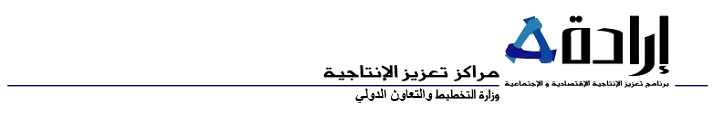 إرادة
برنامج تعزيز الإنتاجية الإقتصادية و الإجتماعية
مراكز تعزيز الإنتاجية
وزارة التخطيط والتعاون الدولي